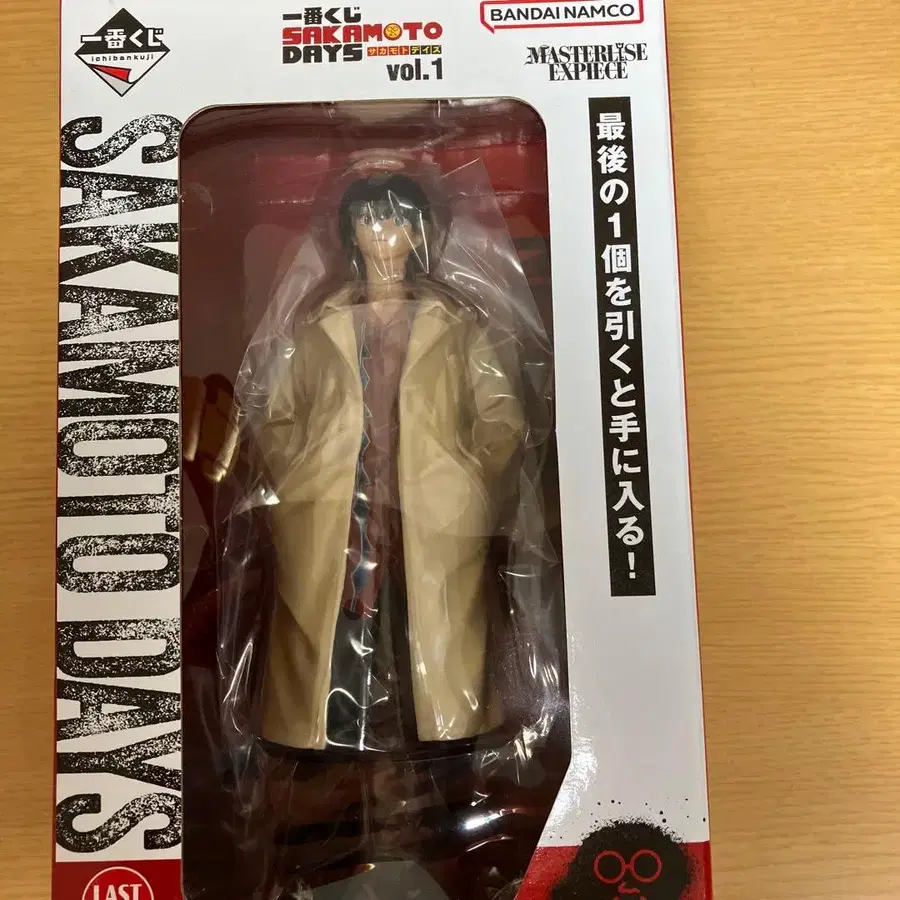 一番くじ
ichibankuji
一番くじ
SAKAMOTO
DAYS サカモトデイズ
vol.1
BANDAI NAMCO
MASTERLISE
EXPIECE
SAKAMOTO DAYS
最後の1個を引くと手に入る!
LAST